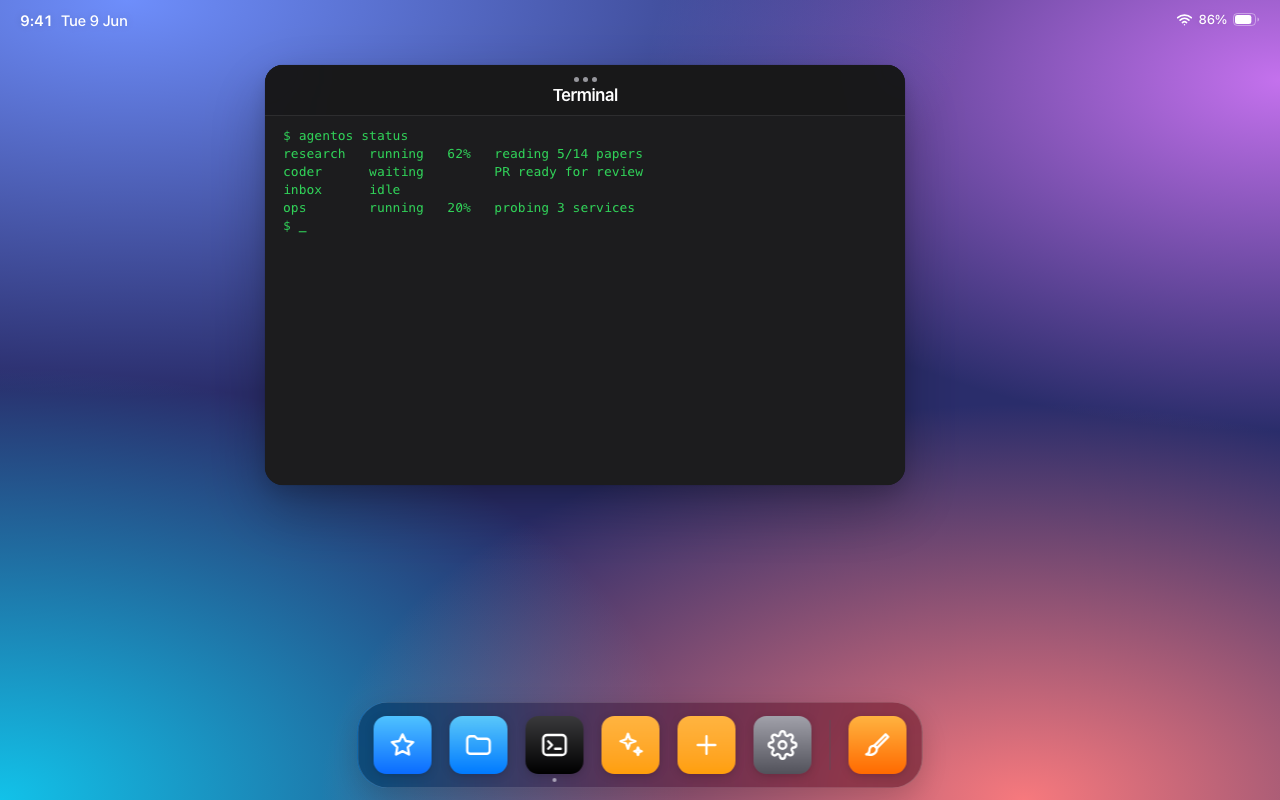 9:41 Tue 9 Jun
86%
Terminal
$ agentos status
research   running   62%   reading 5/14 papers
coder      waiting         PR ready for review
inbox      idle
ops        running   20%   probing 3 services
$ _